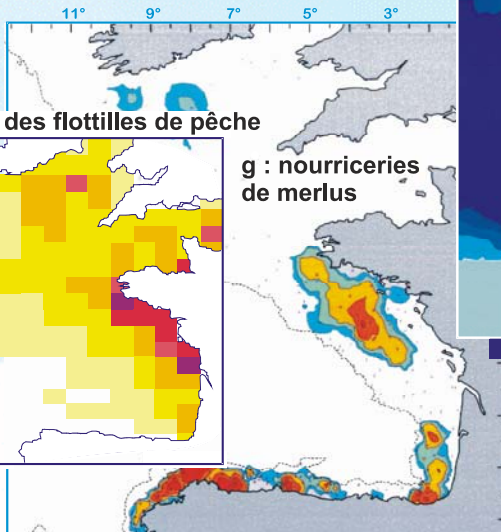 11° 9° 7° 5° 3°
des flottilles de pêche
g : nourriceries
de merlus